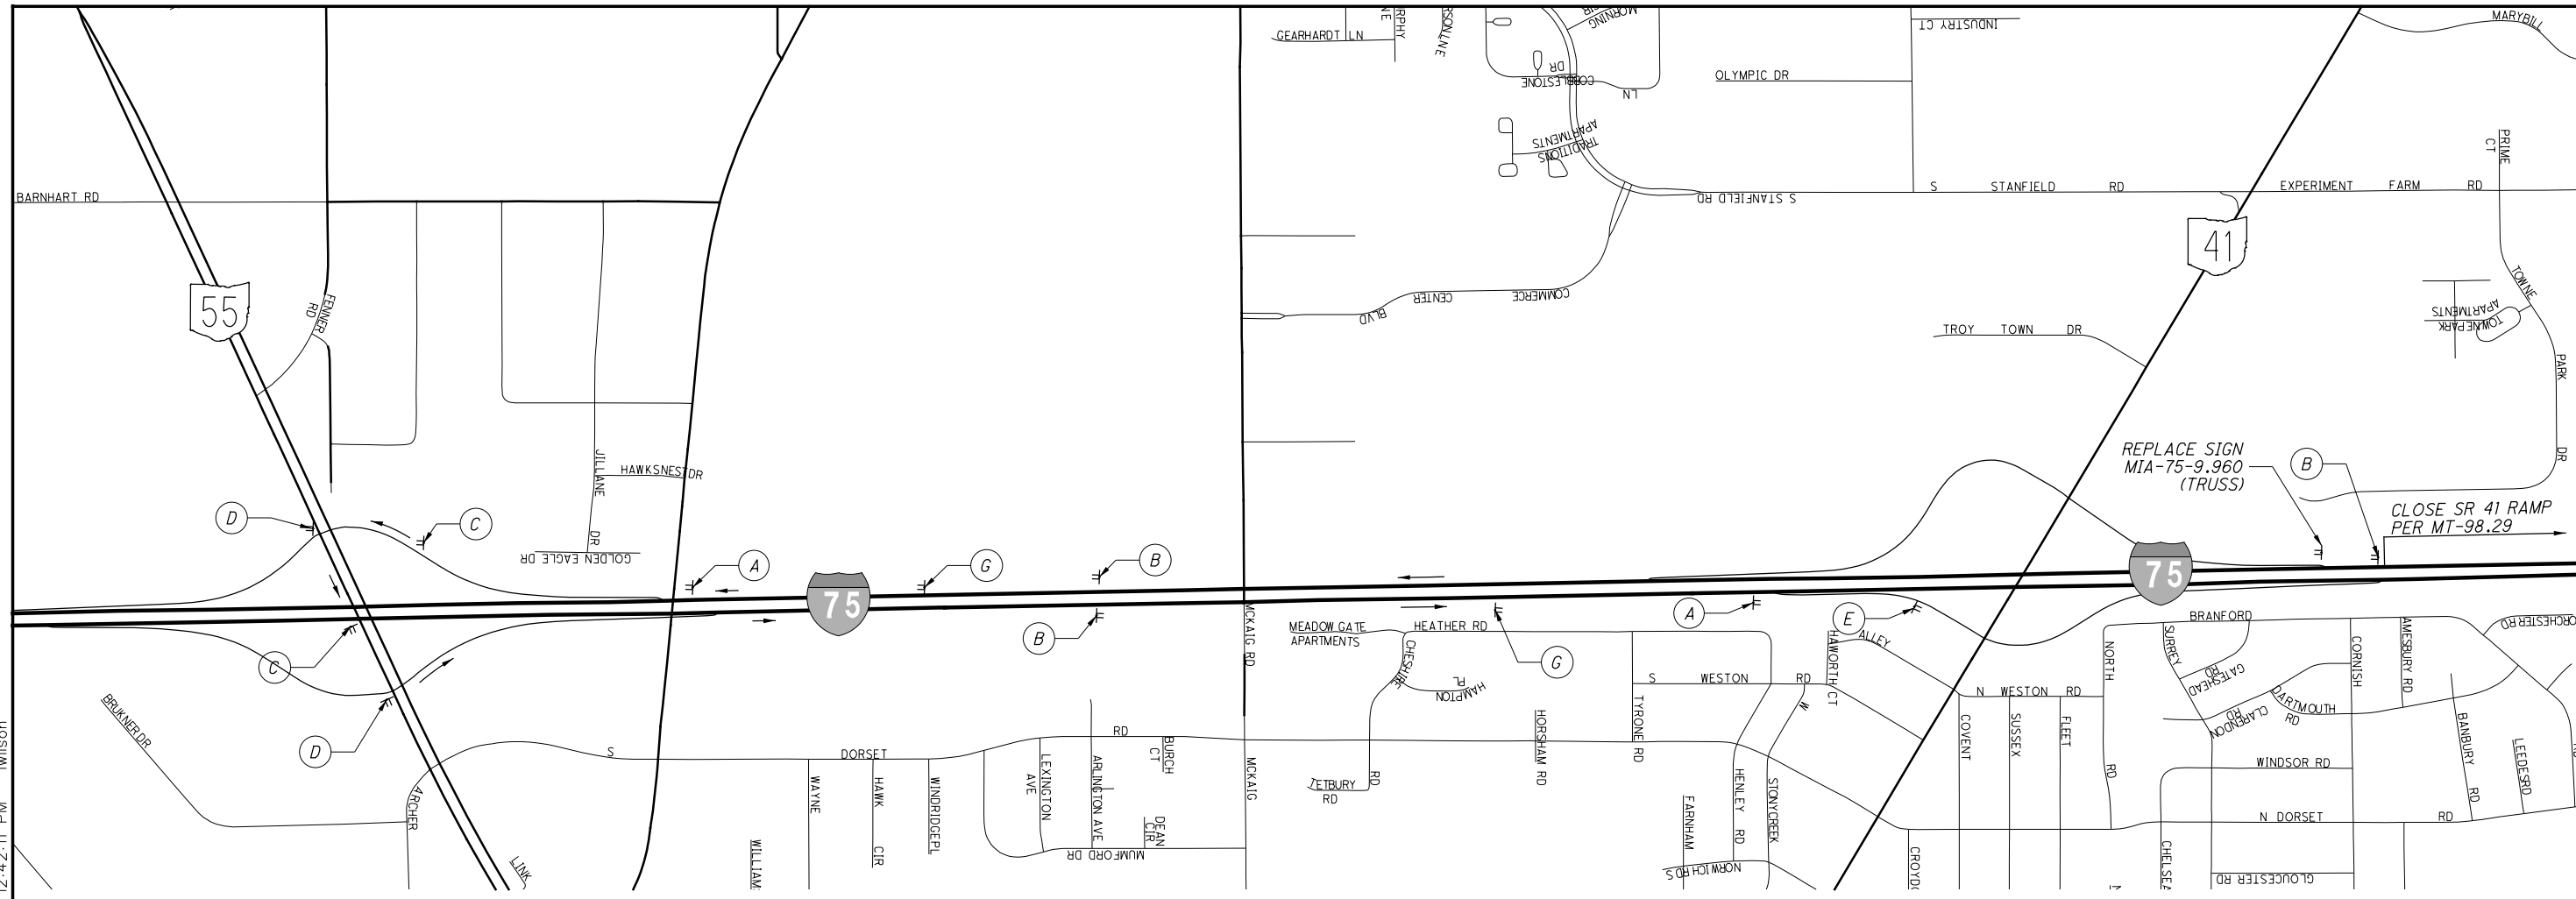 GEARHARDT LN
MORNING
INDUSTRY CT
MARYBILL
OLYMPIC DR
COBBLESTONE
DR
LN
TRADITIONS
APARTMENTS
PRIME
CT
BARNHART RD
S STANFIELD RD
S STANFIELD RD
EXPERIMENT FARM RD
55
41
FENNER
RD
COMMERCE CENTER BLVD
TROY TOWN DR
TOWNE PARK DR
TOWNEPARK
APARTMENTS
JILLANE DR
HAWKSNEST DR
GOLDEN EAGLE DR
REPLACE SIGN
MIA-75-9.960
(TRUSS)
B
CLOSE SR 41 RAMP
PER MT-98.29
D
C
A
G
B
75
75
C
D
B
G
A
E
MCKAIG RD
MEADOW GATE
APARTMENTS
HEATHER RD
CHESHIRE RD
HAMPTON
PL
S WESTON RD
HAWORTH CT
ALLEY
N WESTON RD
NORTH RD
BRANFORD
SURREY
GATESHEAD
RD
CLARENDON
RD
DARTMOUTH
RD
CORNISH
AMESBURY RD
BRUKNER DR
ARCHER
LINK
S DORSET RD
WILLIAM
WAYNE
HAWK CIR
WINDRIDGE PL
LEXINGTON
AVE
ARLINGTON AVE
BURCH
CT
DEAN
CIR
MUMFORD DR
MCKAIG
TETBURY
RD
HORSHAM RD
TYRONE RD
FARNHAM
HENLEY RD
STONYCREEK
W
NORWICH RD S
COVENT
SUSSEX
FLEET
WINDSOR RD
N DORSET RD
BANBURY RD
LEEDES RD
CHELSEA
GLOUCESTER RD